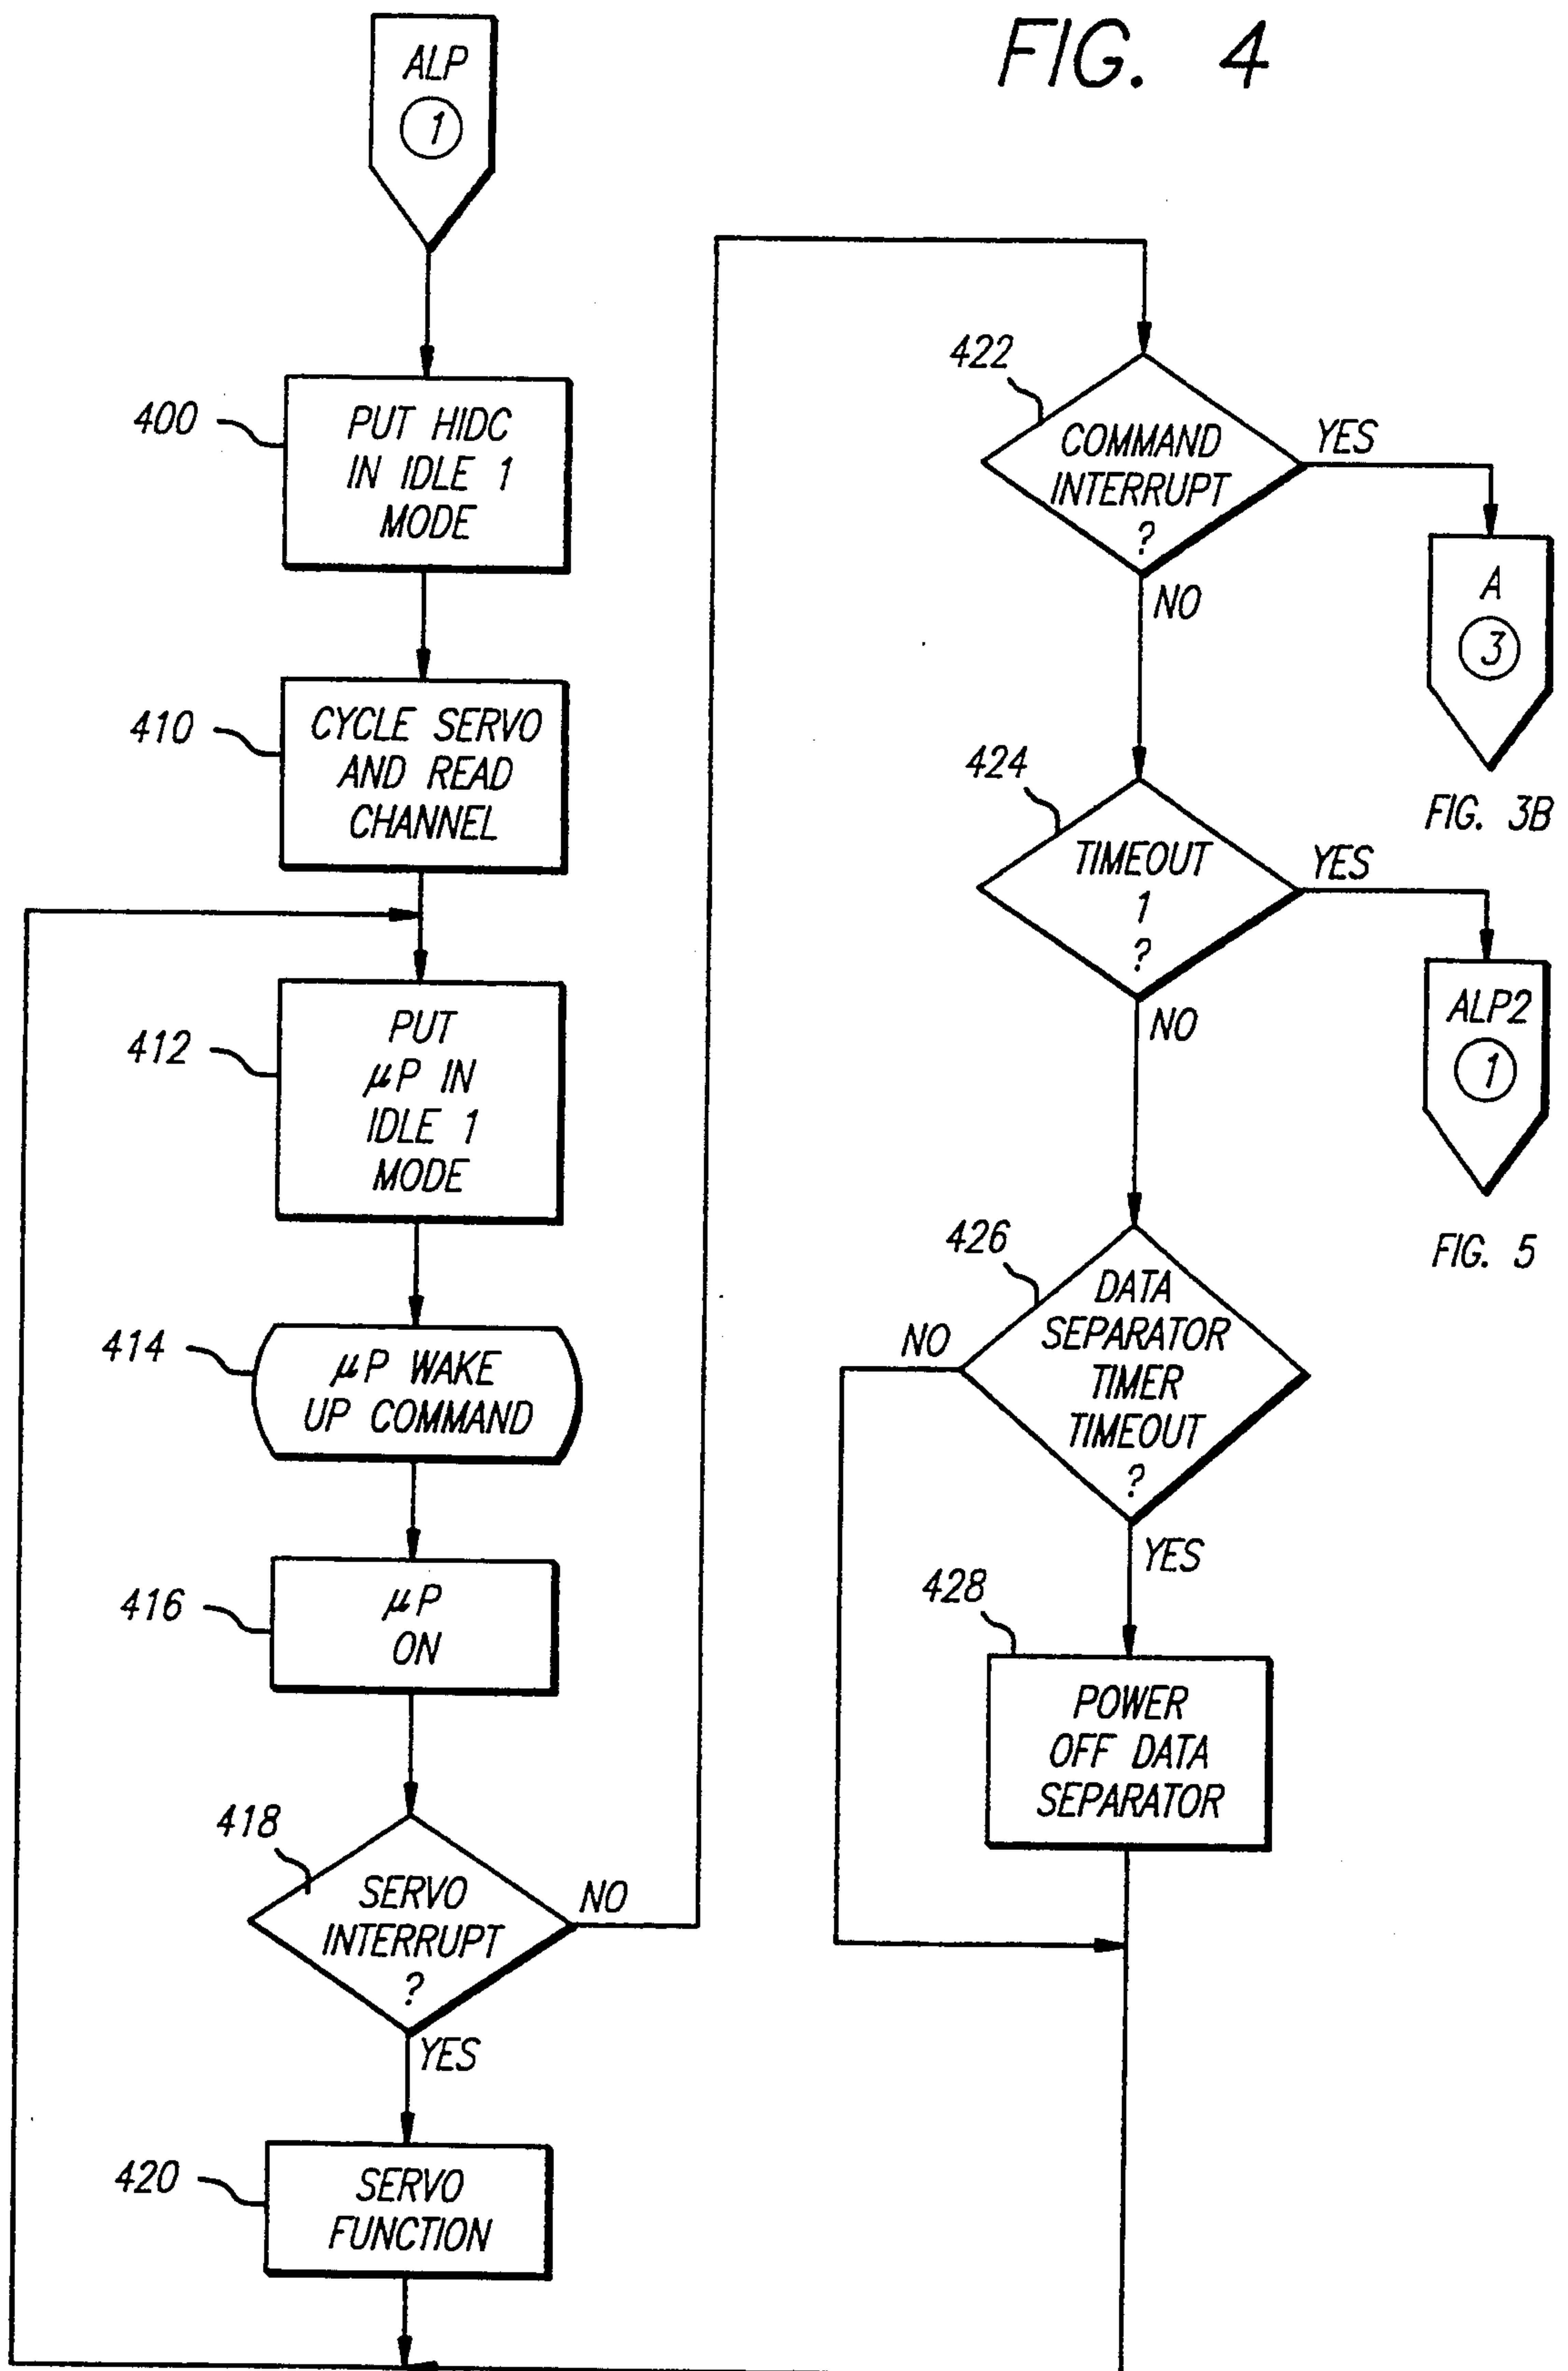 FIG. 4
ALP
1
400
PUT HIDC
IN IDLE 1
MODE
410
CYCLE SERVO
AND READ
CHANNEL
412
PUT
μP IN
IDLE 1
MODE
414
μP WAKE
UP COMMAND
416
μP
ON
418
SERVO
INTERRUPT
?
NO
YES
420
SERVO
FUNCTION
422
COMMAND
INTERRUPT
?
YES
NO
A
3
FIG. 3B
424
TIMEOUT
1
?
YES
NO
ALP2
1
FIG. 5
426
DATA
SEPARATOR
TIMER
TIMEOUT
?
NO
YES
428
POWER
OFF DATA
SEPARATOR